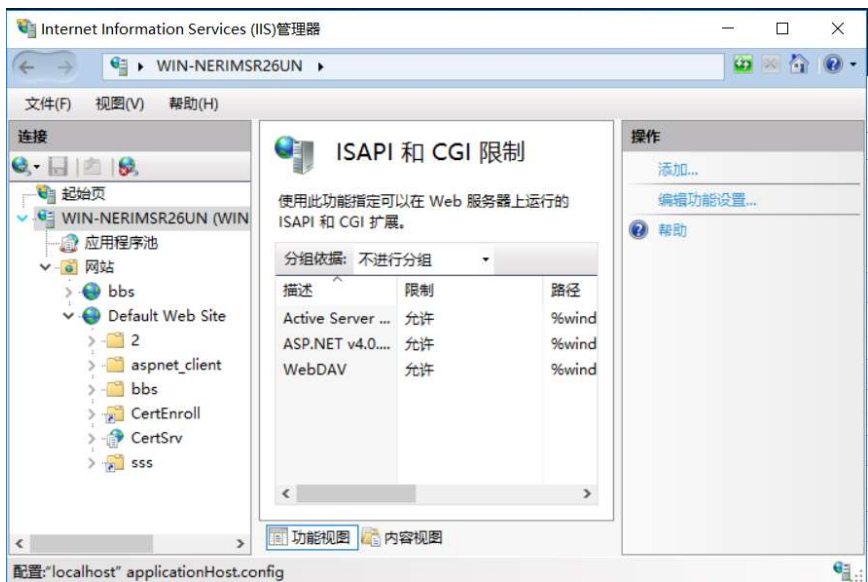 Internet Information Services (IIS)管理器
WIN-NERIMSR26UN
文件(F) 视图(V) 帮助(H)
连接
起始页
WIN-NERIMSR26UN (WIN
应用程序池
网站
bbs
Default Web Site
2
aspnet_client
bbs
CertEnroll
CertSrv
sss
ISAPI 和 CGI 限制
使用此功能指定可以在 Web 服务器上运行的
ISAPI 和 CGI 扩展。
分组依据: 不进行分组
描述 限制 路径
Active Server ... 允许 %wind
ASP.NET v4.0.... 允许 %wind
WebDAV 允许 %wind
功能视图 内容视图
操作
添加...
编辑功能设置...
帮助
配置:"localhost" applicationHost.config